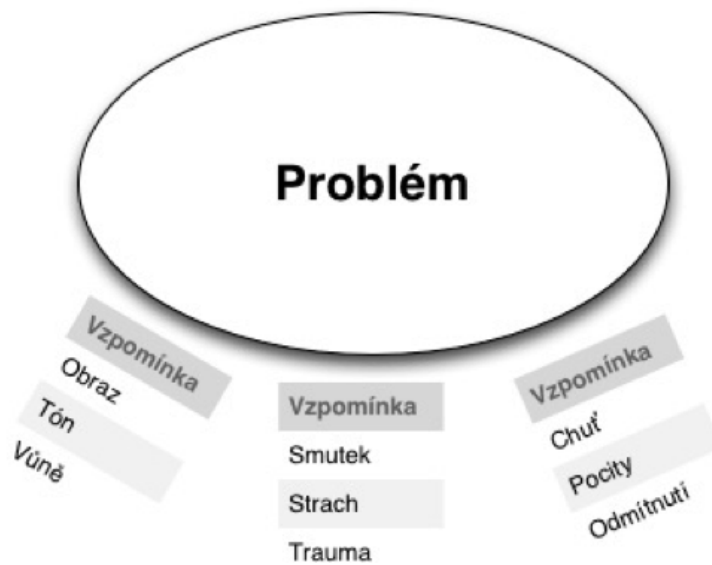 Problém
Vzpomínka
Obraz
Tón
Vůně
Vzpomínka
Smutek
Strach
Trauma
Vzpomínka
Chuť
Pocity
Odmítnutí